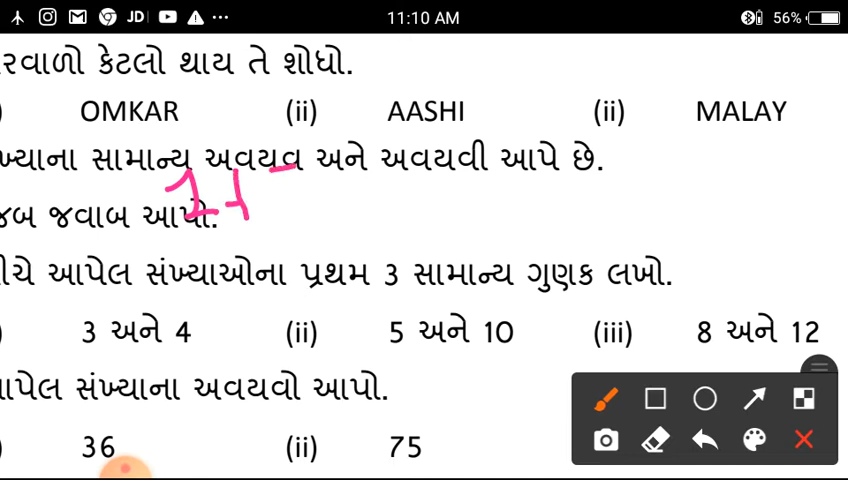 JD 11:10 AM 56%
રવાળો કેટલો થાય તે શોધો.
) OMKAR (ii) AASHI (ii) MALAY
ખ્યાના સામાન્ય અવયવ અને અવયવી આપે છે.
જબ જવાબ આપો.
ીચે આપેલ સંખ્યાઓના પ્રથમ 3 સામાન્ય ગુણક લખો.
) 3 અને 4 (ii) 5 અને 10 (iii) 8 અને 12
ાપેલ સંખ્યાના અવયવો આપો.
) 36 (ii) 75